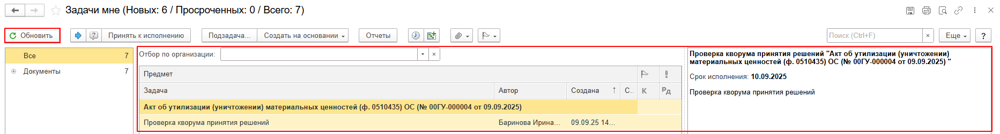 Задачи мне (Новых: 6 / Просроченных: 0 / Всего: 7)
Обновить
Принять к исполнению
Подзадача...
Создать на основании
Отчеты
Поиск (Ctrl+F)
×
Еще
?
Все 7
Документы 7
Отбор по организации:
×
Предмет
Задача Автор Создана ↑ С.. К Рд
Акт об утилизации (уничтожении) материальных ценностей (ф. 0510435) ОС (№ 00ГУ-000004 от 09.09.2025)
Проверка кворума принятия решений Баринова Ирина... 09.09.25 14...
Проверка кворума принятия решений "Акт об утилизации (уничтожении)
материальных ценностей (ф. 0510435) ОС (№ 00ГУ-000004 от 09.09.2025) "
Срок исполнения: 10.09.2025
Проверка кворума принятия решений